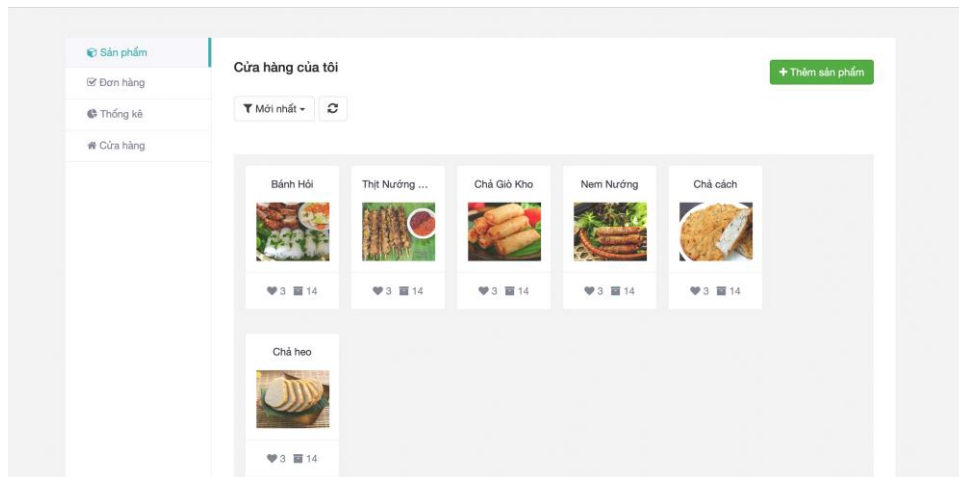 Sản phẩm
Đơn hàng
Thống kê
Cửa hàng
Cửa hàng của tôi
+ Thêm sản phẩm
Mới nhất
Bánh Hỏi
Thịt Nướng ...
Chả Giò Kho
Nem Nướng
Chả cách
3 14
3 14
3 14
3 14
3 14
Chả heo
3 14